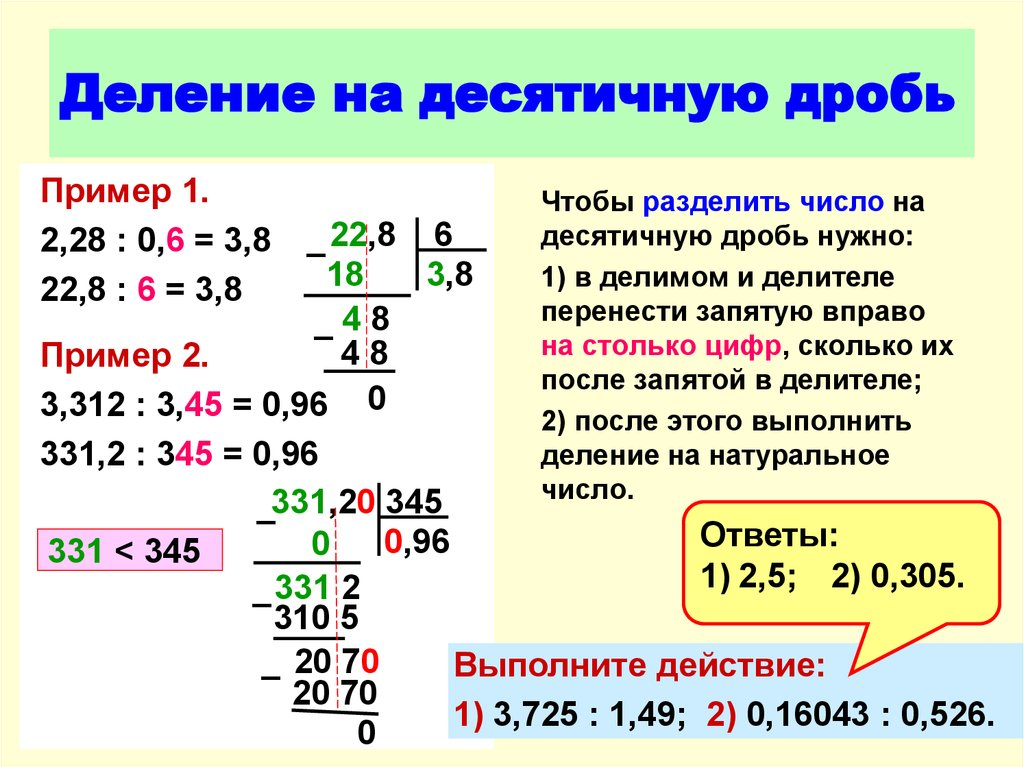 Деление на десятичную дробь
Пример 1.
2,28 : 0,6 = 3,8
22,8 : 6 = 3,8
_ 22,8 6
18 3,8
_ 4 8
4 8
0
Пример 2.
3,312 : 3,45 = 0,96
331,2 : 345 = 0,96
331 < 345
_ 331,20 345
0 0,96
_ 331 2
310 5
_ 20 70
20 70
0
Чтобы разделить число на
десятичную дробь нужно:
1) в делимом и делителе
перенести запятую вправо
на столько цифр, сколько их
после запятой в делителе;
2) после этого выполнить
деление на натуральное
число.
Ответы:
1) 2,5; 2) 0,305.
Выполните действие:
1) 3,725 : 1,49; 2) 0,16043 : 0,526.